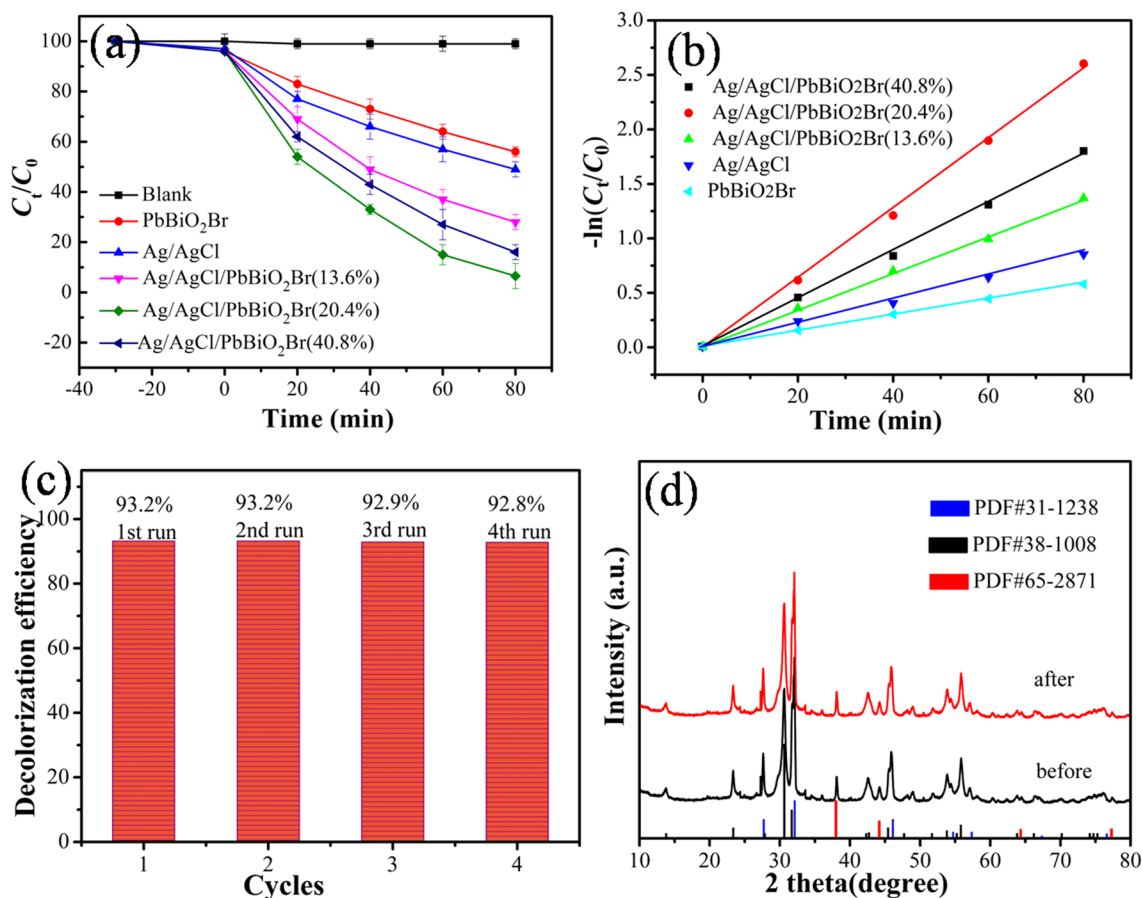 (a)
C_t/C_0
100
80
60
40
20
0
-20
Blank
PbBiO₂Br
Ag/AgCl
Ag/AgCl/PbBiO₂Br(13.6%)
Ag/AgCl/PbBiO₂Br(20.4%)
Ag/AgCl/PbBiO₂Br(40.8%)
-40 -20 0 20 40 60 80
Time (min)
(b)
-ln(C_t/C_0)
3.0
2.5
2.0
1.5
1.0
0.5
0.0
Ag/AgCl/PbBiO2Br(40.8%)
Ag/AgCl/PbBiO2Br(20.4%)
Ag/AgCl/PbBiO2Br(13.6%)
Ag/AgCl
PbBiO2Br
0 20 40 60 80
Time (min)
(c)
Decolorization efficiency
100
80
60
40
20
0
93.2% 93.2% 92.9% 92.8%
1st run 2nd run 3rd run 4th run
1 2 3 4
Cycles
(d)
Intensity (a.u.)
PDF#31-1238
PDF#38-1008
PDF#65-2871
after
before
10 20 30 40 50 60 70 80
2 theta(degree)